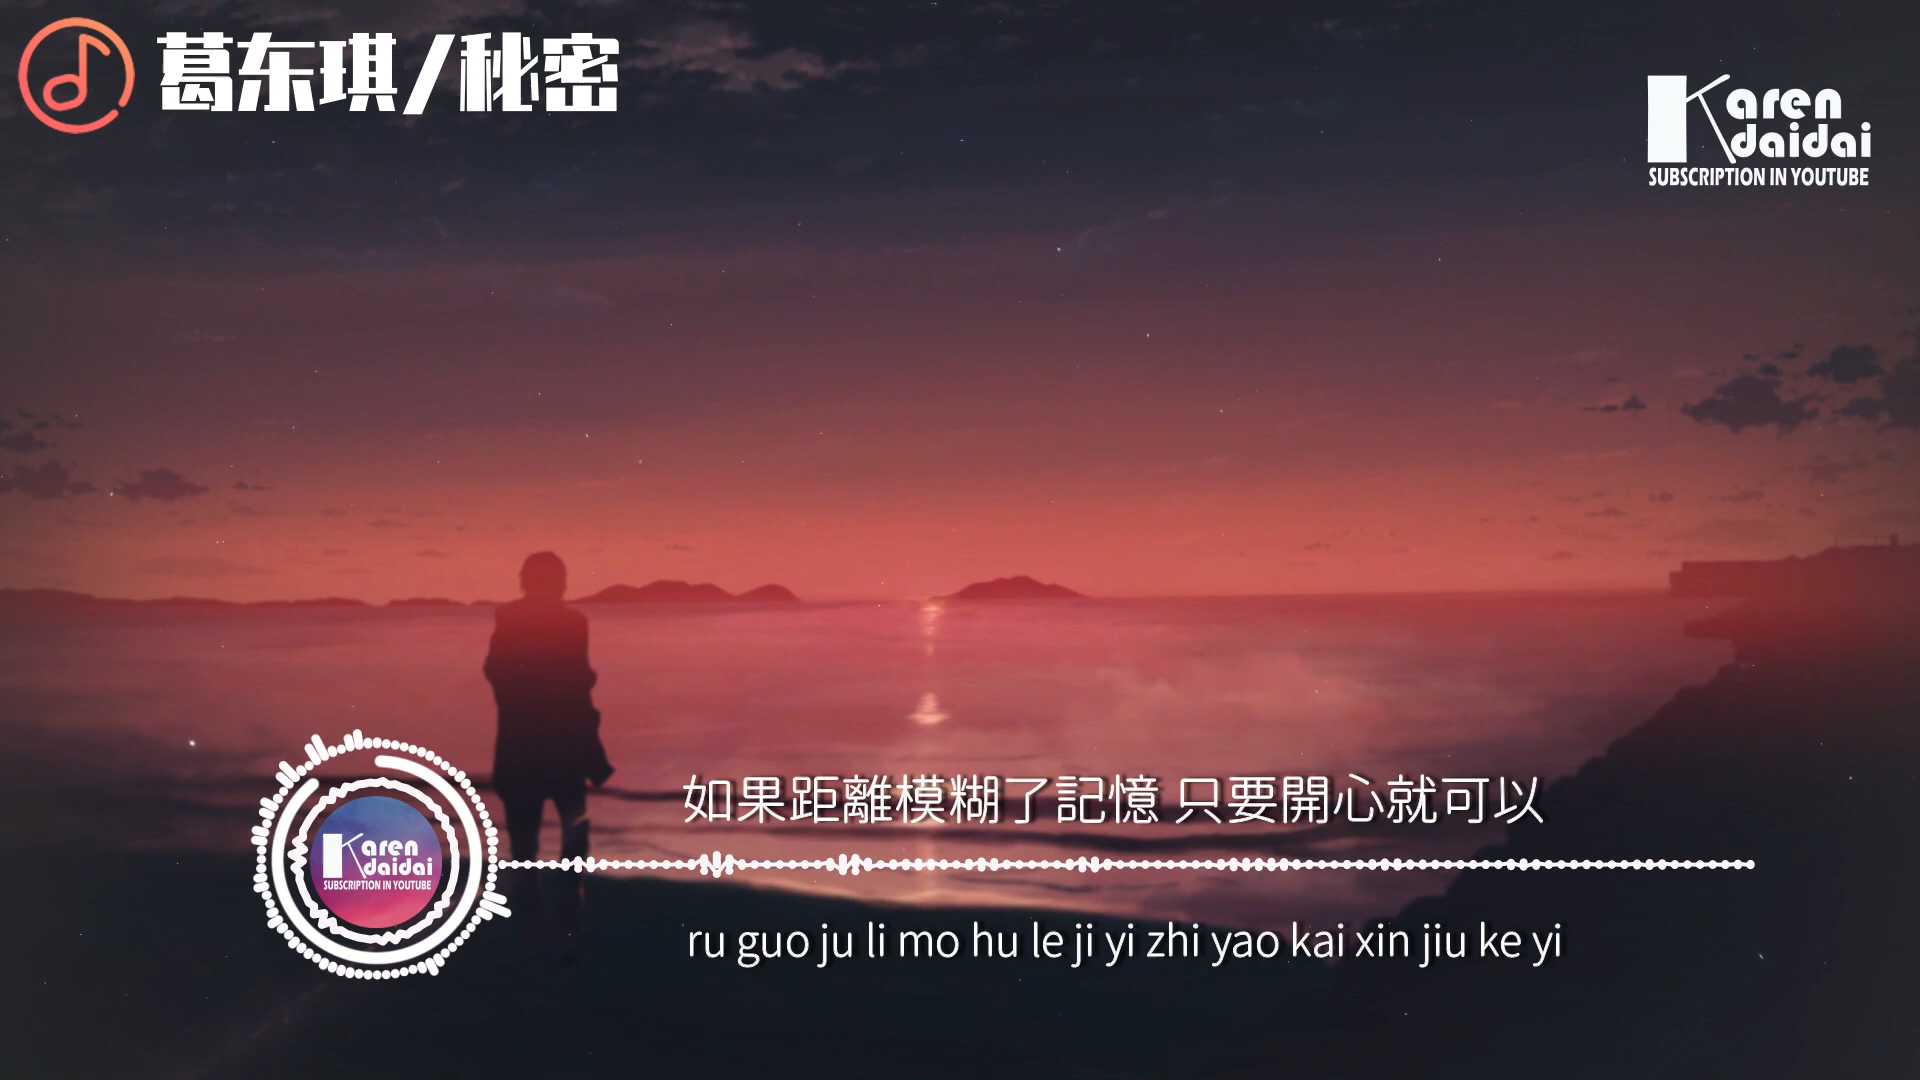 葛东琪/秘密
Karen
daidai
SUBSCRIPTION IN YOUTUBE
如果距離模糊了記憶 只要開心就可以
Karen
daidai
SUBSCRIPTION IN YOUTUBE
ru guo ju li mo hu le ji yi zhi yao kai xin jiu ke yi